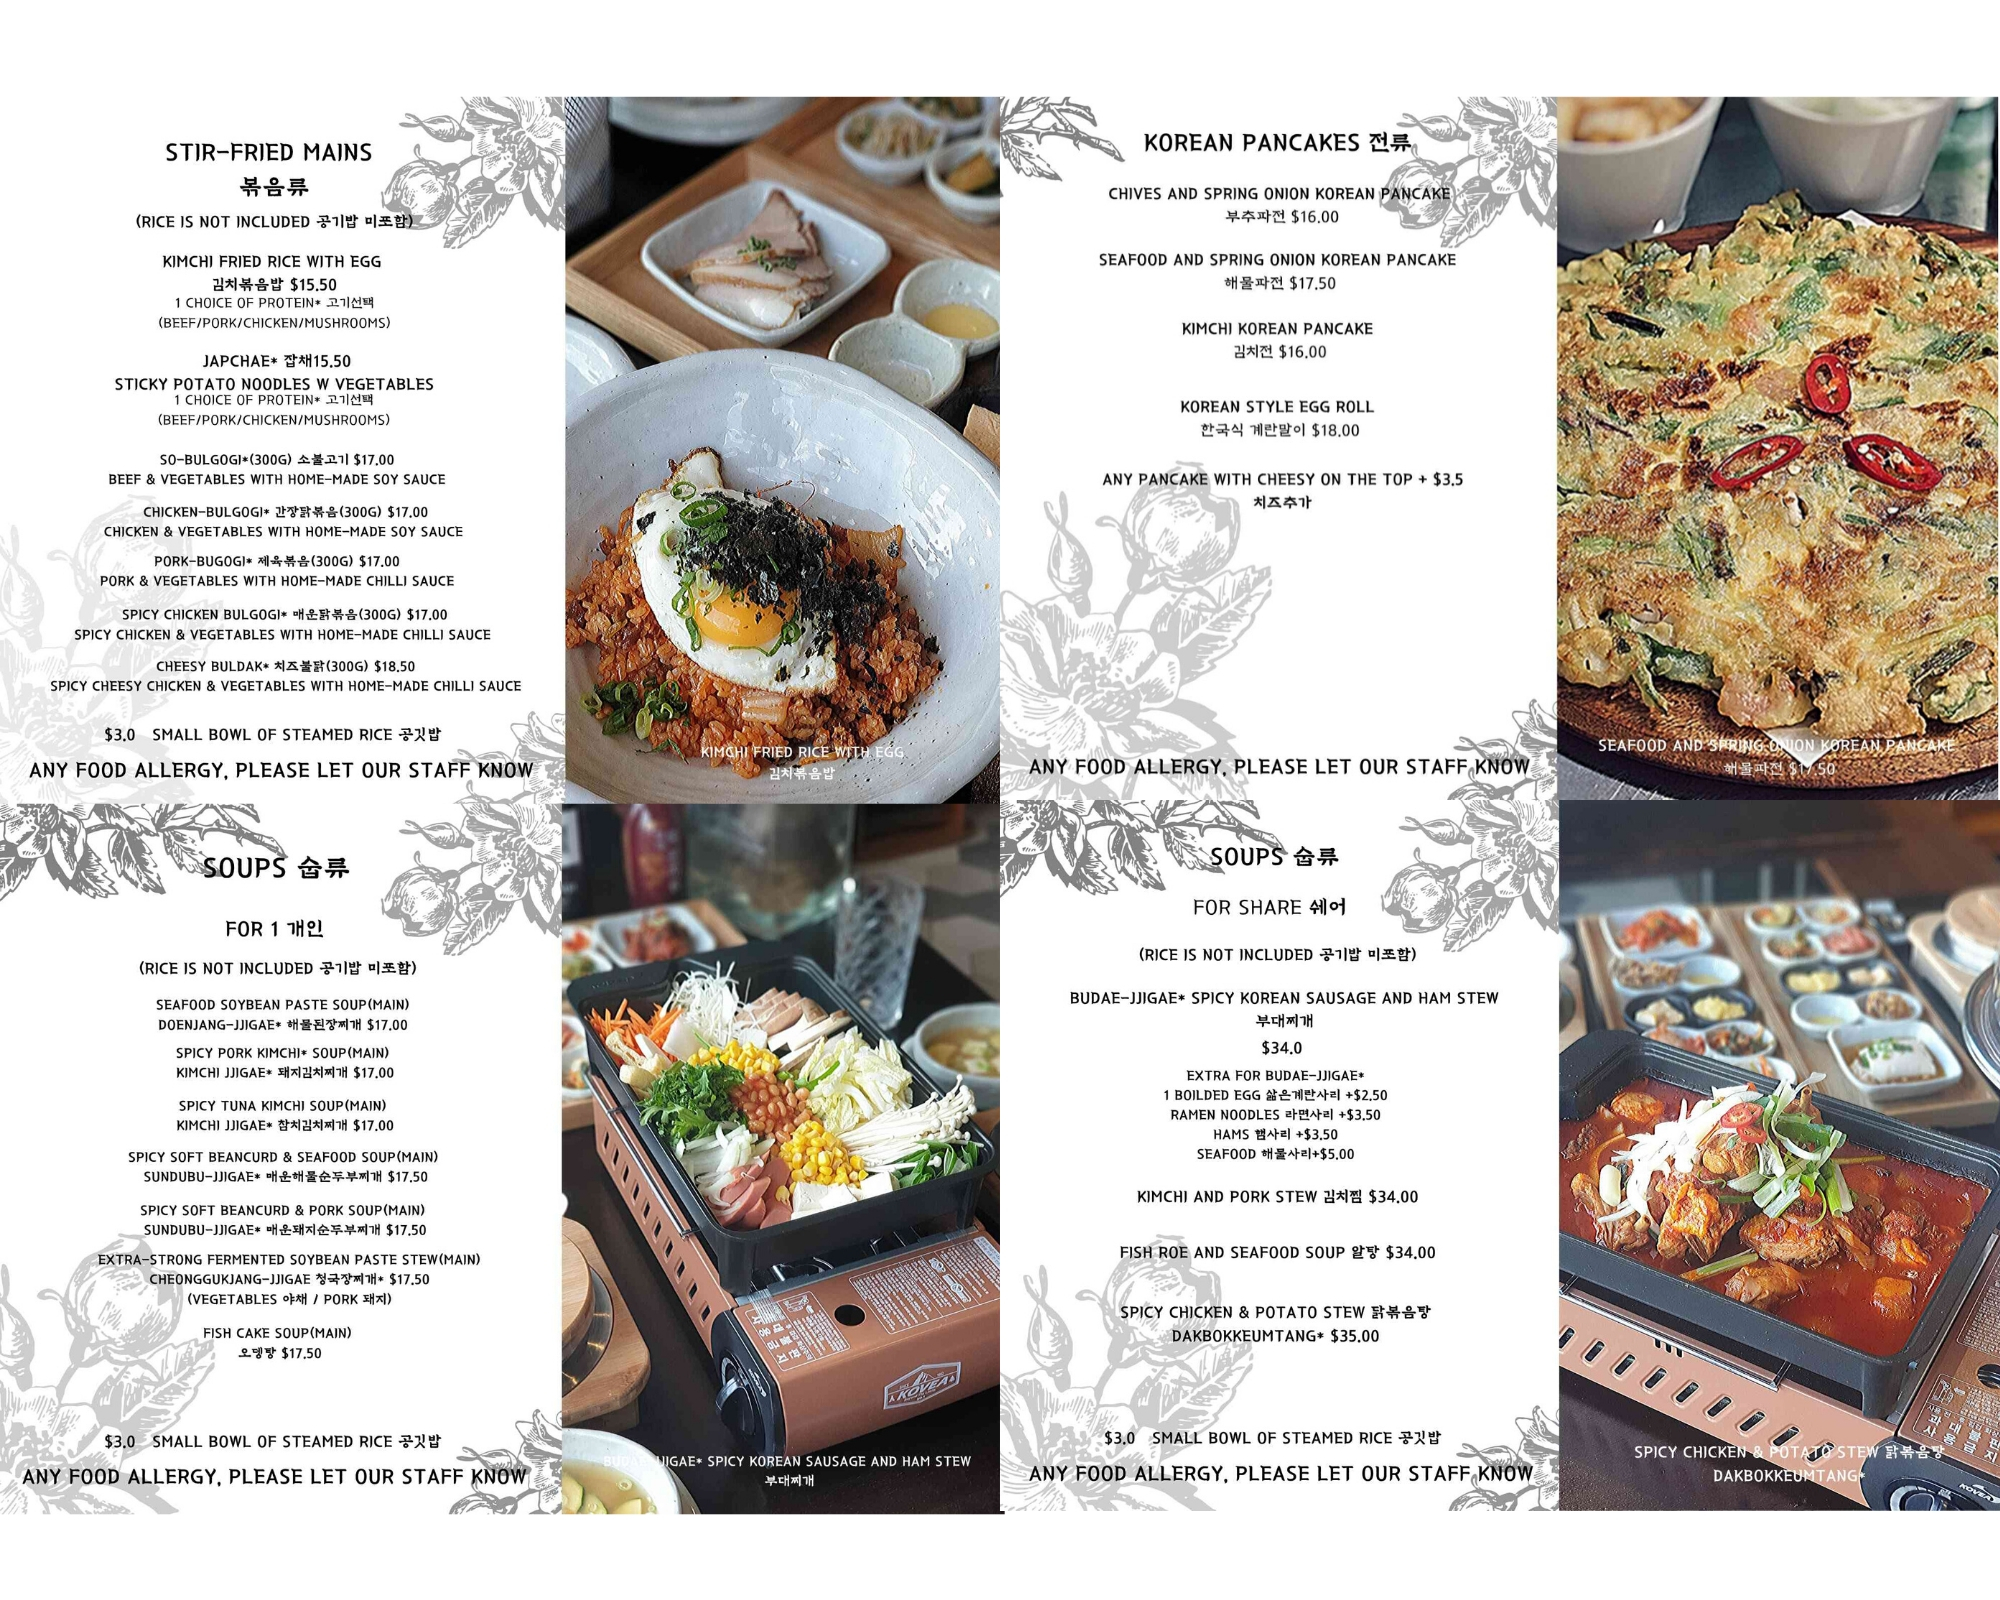 STIR-FRIED MAINS
볶음류
(RICE IS NOT INCLUDED 공기밥 미포함)
KIMCHI FRIED RICE WITH EGG
김치볶음밥 $15.50
1 CHOICE OF PROTEIN* 고기선택
(BEEF/PORK/CHICKEN/MUSHROOMS)
JAPCHAE* 잡채15.50
STICKY POTATO NOODLES W VEGETABLES
1 CHOICE OF PROTEIN* 고기선택
(BEEF/PORK/CHICKEN/MUSHROOMS)
SO-BULGOGI*(300G) 소불고기 $17.00
BEEF & VEGETABLES WITH HOME-MADE SOY SAUCE
CHICKEN-BULGOGI* 간장닭볶음(300G) $17.00
CHICKEN & VEGETABLES WITH HOME-MADE SOY SAUCE
PORK-BUGOGI* 제육볶음(300G) $17.00
PORK & VEGETABLES WITH HOME-MADE CHILLI SAUCE
SPICY CHICKEN BULGOGI* 매운닭볶음(300G) $17.00
SPICY CHICKEN & VEGETABLES WITH HOME-MADE CHILLI SAUCE
CHEESY BULDAK* 치즈불닭(300G) $18.50
SPICY CHEESY CHICKEN & VEGETABLES WITH HOME-MADE CHILLI SAUCE
$3.0 SMALL BOWL OF STEAMED RICE 공깃밥
ANY FOOD ALLERGY, PLEASE LET OUR STAFF KNOW
KIMCHI FRIED RICE WITH EGG
김치볶음밥
KOREAN PANCAKES 전류
CHIVES AND SPRING ONION KOREAN PANCAKE
부추파전 $16.00
SEAFOOD AND SPRING ONION KOREAN PANCAKE
해물파전 $17.50
KIMCHI KOREAN PANCAKE
김치전 $16.00
KOREAN STYLE EGG ROLL
한국식 계란말이 $18.00
ANY PANCAKE WITH CHEESY ON THE TOP + $3.5
치즈추가
ANY FOOD ALLERGY, PLEASE LET OUR STAFF KNOW
SEAFOOD AND SPRING ONION KOREAN PANCAKE
해물파전 $17.50
SOUPS 숩류
FOR 1 개인
(RICE IS NOT INCLUDED 공기밥 미포함)
SEAFOOD SOYBEAN PASTE SOUP(MAIN)
DOENJANG-JJIGAE* 해물된장찌개 $17.00
SPICY PORK KIMCHI* SOUP(MAIN)
KIMCHI JJIGAE* 돼지김치찌개 $17.00
SPICY TUNA KIMCHI SOUP(MAIN)
KIMCHI JJIGAE* 참치김치찌개 $17.00
SPICY SOFT BEANCURD & SEAFOOD SOUP(MAIN)
SUNDUBU-JJIGAE* 매운해물순두부찌개 $17.50
SPICY SOFT BEANCURD & PORK SOUP(MAIN)
SUNDUBU-JJIGAE* 매운돼지순두부찌개 $17.50
EXTRA-STRONG FERMENTED SOYBEAN PASTE STEW(MAIN)
CHEONGGUKJANG-JJIGAE 청국장찌개* $17.50
(VEGETABLES 야채 / PORK 돼지)
FISH CAKE SOUP(MAIN)
오뎅탕 $17.50
$3.0 SMALL BOWL OF STEAMED RICE 공깃밥
ANY FOOD ALLERGY, PLEASE LET OUR STAFF KNOW
KOVEA
BUDAE-JJIGAE* SPICY KOREAN SAUSAGE AND HAM STEW
부대찌개
SOUPS 숩류
FOR SHARE 쉐어
(RICE IS NOT INCLUDED 공기밥 미포함)
BUDAE-JJIGAE* SPICY KOREAN SAUSAGE AND HAM STEW
부대찌개
$34.0
EXTRA FOR BUDAE-JJIGAE*
1 BOILDED EGG 삶은계란사리 +$2,50
RAMEN NOODLES 라면사리 +$3,50
HAMS 햄사리 +$3.50
SEAFOOD 해물사리+$5.00
KIMCHI AND PORK STEW 김치찜 $34.00
FISH ROE AND SEAFOOD SOUP 알탕 $34.00
SPICY CHICKEN & POTATO STEW 닭볶음탕
DAKBOKKEUMTANG* $35.00
$3.0 SMALL BOWL OF STEAMED RICE 공깃밥
ANY FOOD ALLERGY, PLEASE LET OUR STAFF KNOW
SPICY CHICKEN & POTATO STEW 닭볶음탕
DAKBOKKEUMTANG*